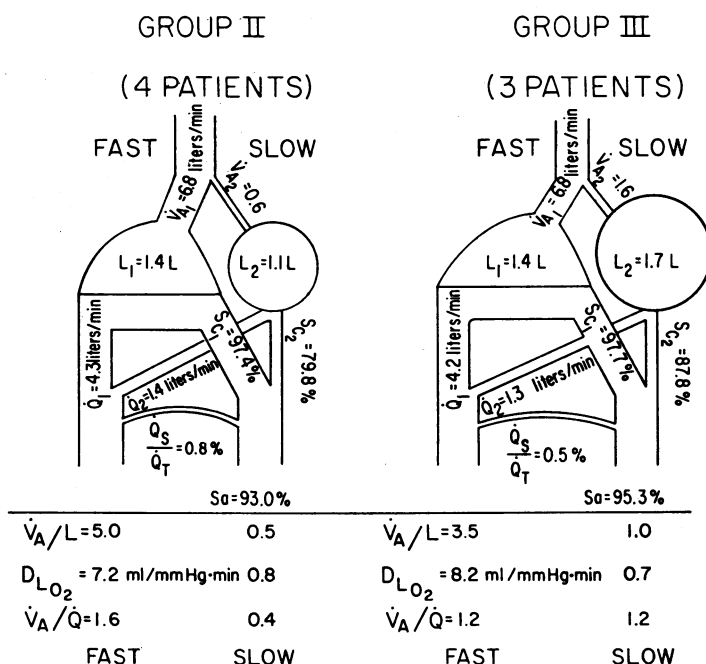 GROUP II
(4 PATIENTS)
FAST
SLOW
V̇A1=6.8 liters/min
V̇A2=0.6
L1=1.4 L
L2=1.1 L
Q̇1=4.3 liters/min
SC1=97.4%
SC2=79.8%
Q̇2=1.4 liters/min
Q̇S/Q̇T=0.8%
Sa=93.0%
V̇A/L=5.0 0.5
DLO2=7.2 ml/mmHg·min 0.8
V̇A/Q̇=1.6 0.4
FAST SLOW
GROUP III
(3 PATIENTS)
FAST
SLOW
V̇A1=6.8 liters/min
V̇A2=1.6
L1=1.4 L
L2=1.7 L
Q̇1=4.2 liters/min
SC1=97.7%
SC2=87.8%
Q̇2=1.3 liters/min
Q̇S/Q̇T=0.5%
Sa=95.3%
V̇A/L=3.5 1.0
DLO2=8.2 ml/mmHg·min 0.7
V̇A/Q̇=1.2 1.2
FAST SLOW